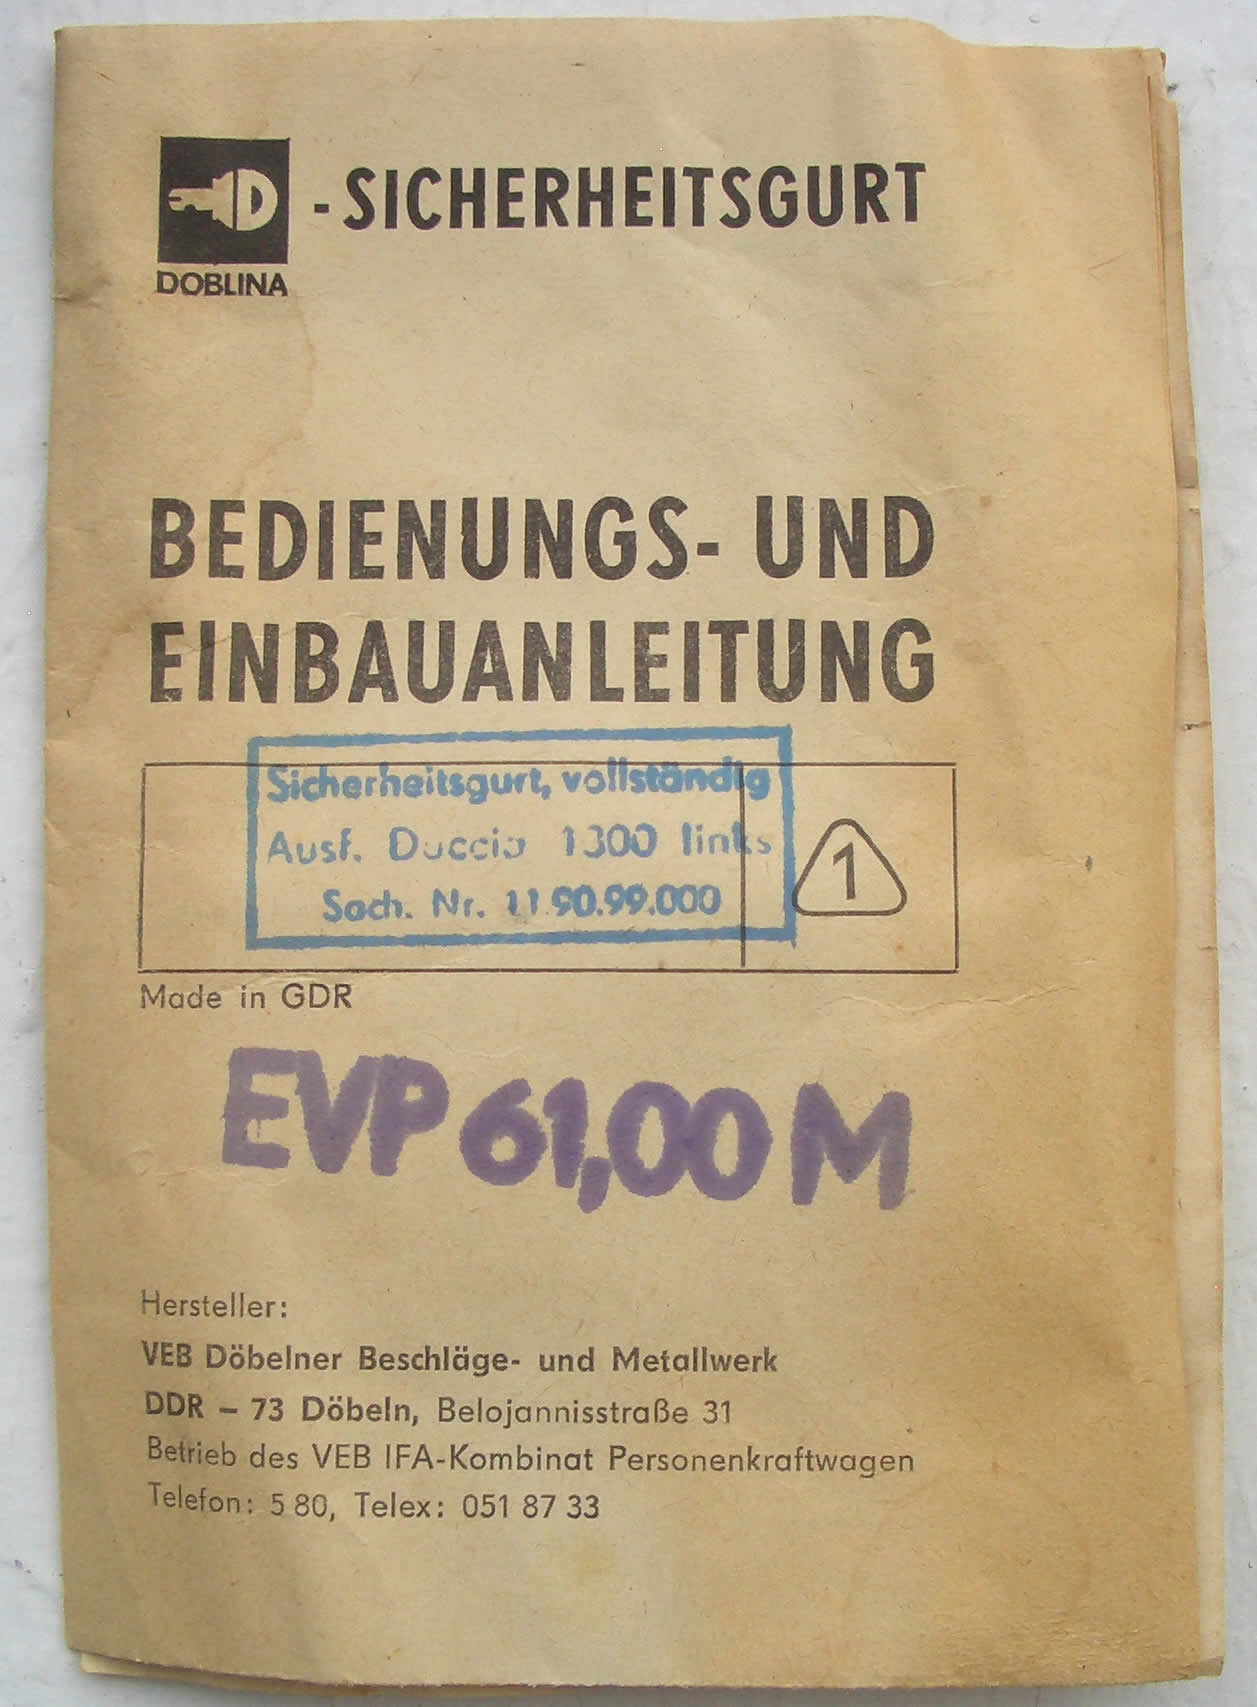 D
DOBLINA
-SICHERHEITSGURT
BEDIENUNGS- UND
EINBAUANLEITUNG
Sicherheitsgurt, vollständig
Ausf. Daccia 1300 links
Sach. Nr. 11.90.99.000
1
Made in GDR
EVP 61,00 M
Hersteller:
VEB Döbelner Beschläge- und Metallwerk
DDR – 73 Döbeln, Belojannisstraße 31
Betrieb des VEB IFA-Kombinat Personenkraftwagen
Telefon: 5 80, Telex: 051 87 33